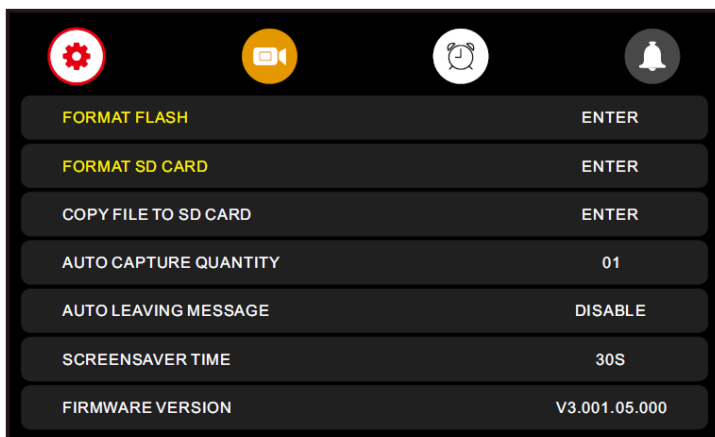 FORMAT FLASH ENTER
FORMAT SD CARD ENTER
COPY FILE TO SD CARD ENTER
AUTO CAPTURE QUANTITY 01
AUTO LEAVING MESSAGE DISABLE
SCREENSAVER TIME 30S
FIRMWARE VERSION V3.001.05.000